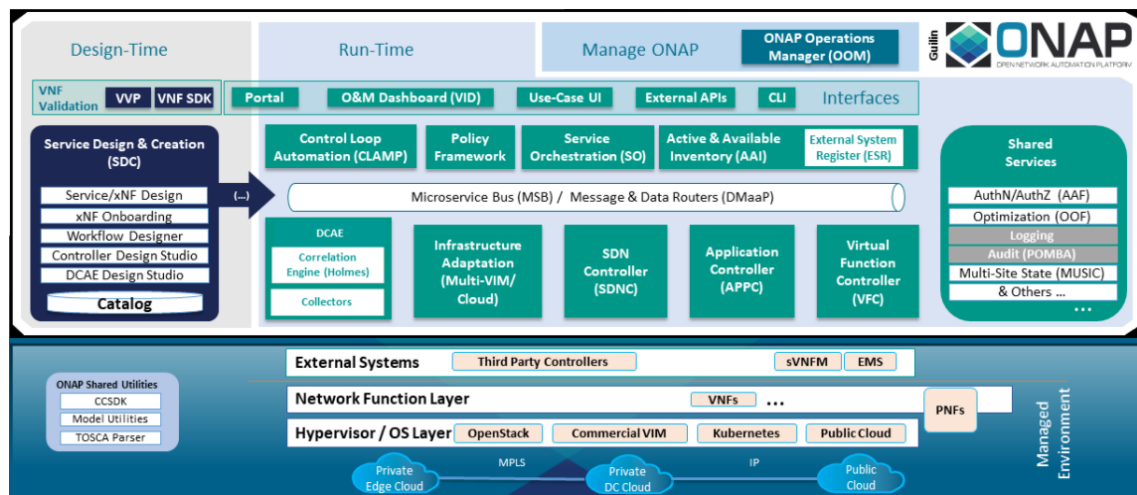 Design-Time
Run-Time
Manage ONAP
ONAP Operations
Manager (OOM)
Guilin
ONAP
OPEN NETWORK AUTOMATION PLATFORM
VNF
Validation
VVP
VNF SDK
Portal
O&M Dashboard (VID)
Use-Case UI
External APIs
CLI
Interfaces
Service Design & Creation
(SDC)
Service/xNF Design
xNF Onboarding
Workflow Designer
Controller Design Studio
DCAE Design Studio
Catalog
(...)
Control Loop
Automation (CLAMP)
Policy
Framework
Service
Orchestration (SO)
Active & Available
Inventory (AAI)
External System
Register (ESR)
Microservice Bus (MSB) / Message & Data Routers (DMaaP)
DCAE
Correlation
Engine (Holmes)
Collectors
Infrastructure
Adaptation
(Multi-VIM/
Cloud)
SDN
Controller
(SDNC)
Application
Controller
(APPC)
Virtual
Function
Controller
(VFC)
Shared
Services
AuthN/AuthZ (AAF)
Optimization (OOF)
Logging
Audit (POMBA)
Multi-Site State (MUSIC)
& Others ...
...
ONAP Shared Utilities
CCSDK
Model Utilities
TOSCA Parser
External Systems
Third Party Controllers
sVNFM
EMS
Network Function Layer
VNFs
...
PNFs
Hypervisor / OS Layer
OpenStack
Commercial VIM
Kubernetes
Public Cloud
Private
Edge Cloud
MPLS
Private
DC Cloud
IP
Public
Cloud
Managed
Environment